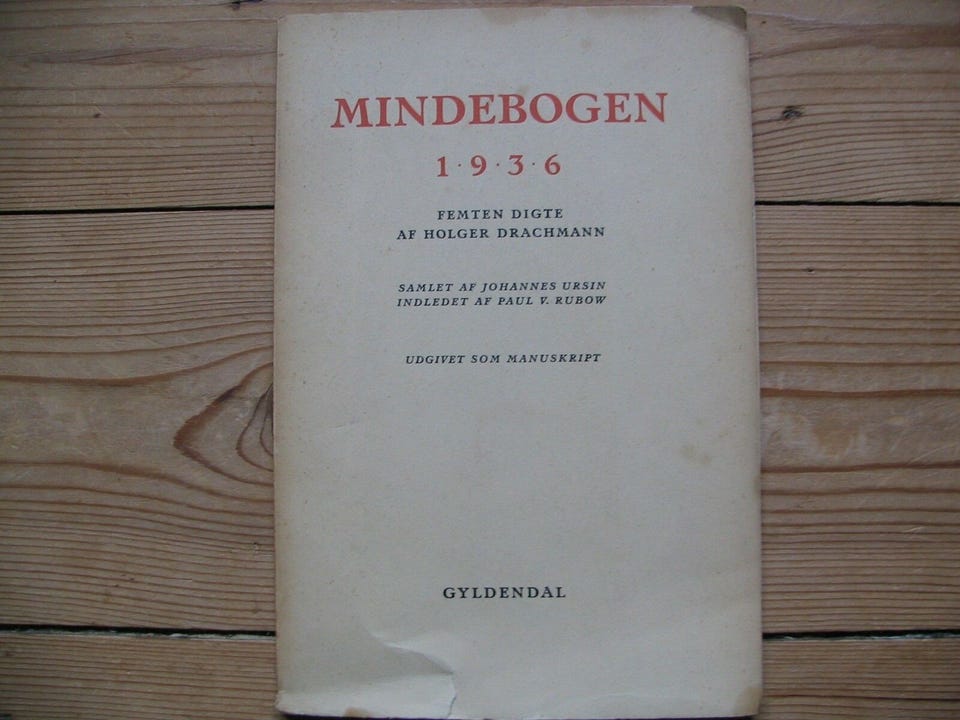 MINDEBOGEN
1·9·3·6
FEMTEN DIGTE
AF HOLGER DRACHMANN
SAMLET AF JOHANNES URSIN
INDLEDET AF PAUL V. RUBOW
UDGIVET SOM MANUSKRIPT
GYLDENDAL